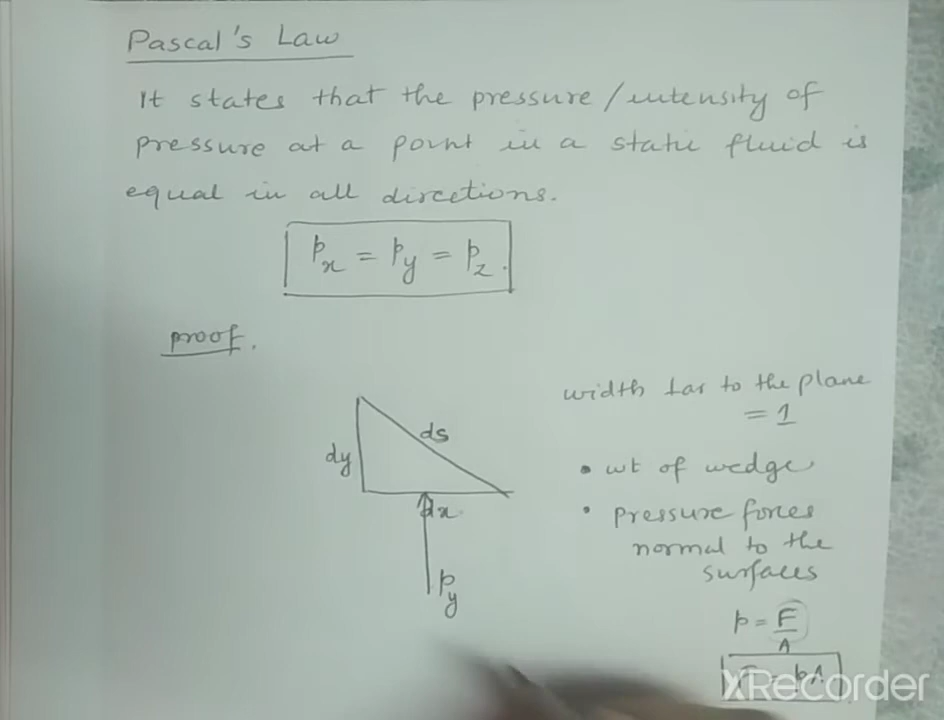 Pascal's Law
It states that the pressure / intensity of
pressure at a point in a static fluid is
equal in all directions.
px = py = pz.
proof.
width lar to the plane
= 1
ds
dy
• wt of wedge
dx
• pressure forces
normal to the
surfaces
py
p = F/A
F = pA
XRecorder